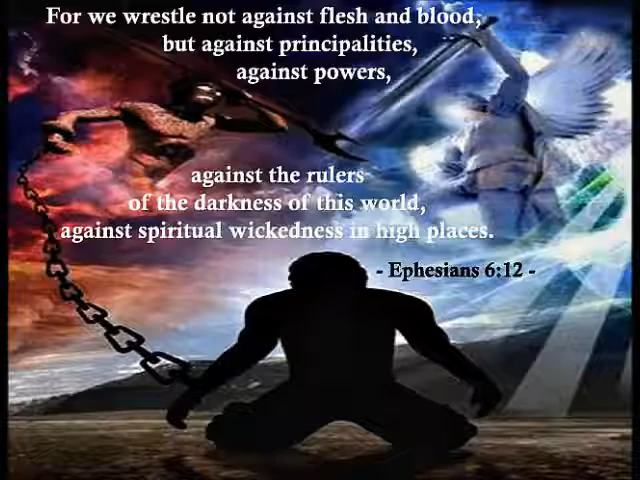 For we wrestle not against flesh and blood,
but against principalities,
against powers,
against the rulers
of the darkness of this world,
against spiritual wickedness in high places.
- Ephesians 6:12 -